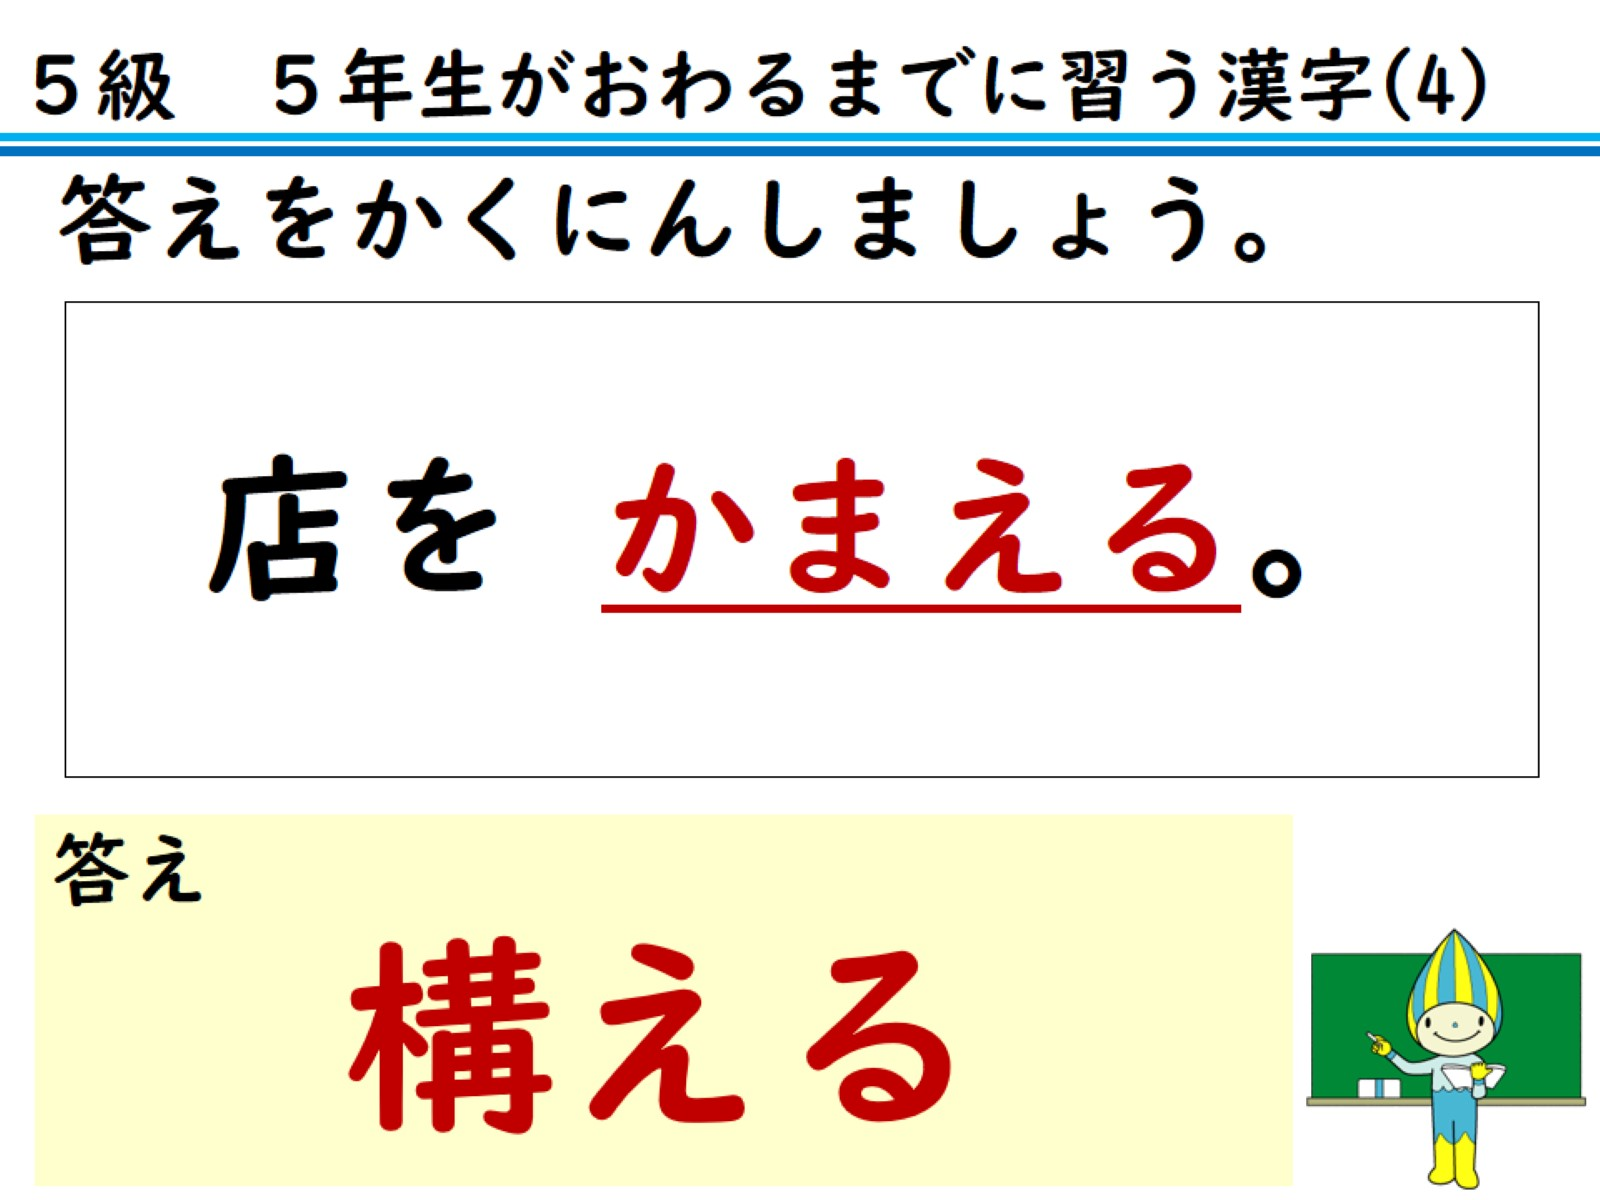 ５級　５年生がおわるまでに習う漢字(4)
答えをかくにんしましょう。
店を かまえる。
答え
構える